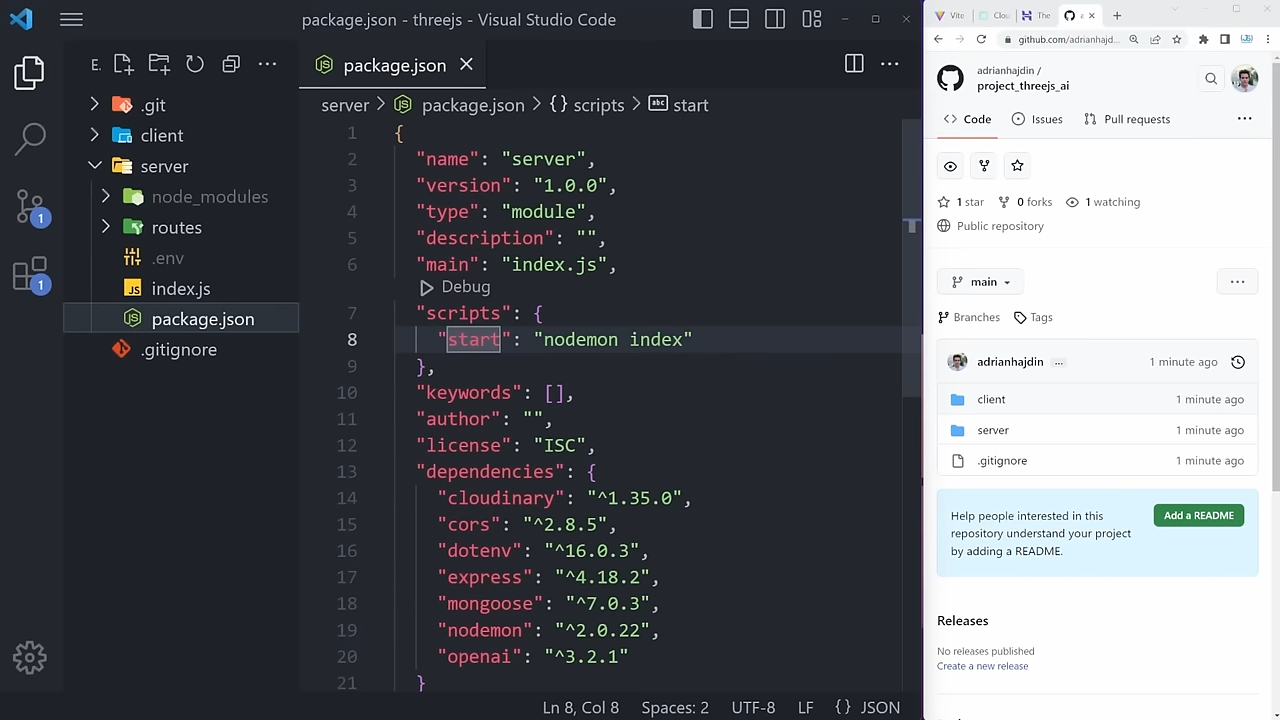 package.json - threejs - Visual Studio Code
E.
.git
client
server
node_modules
routes
.env
index.js
package.json
.gitignore
1
1
package.json
server > package.json > {} scripts > abc start
1 {
2 "name": "server",
3 "version": "1.0.0",
4 "type": "module",
5 "description": "",
6 "main": "index.js",
Debug
7 "scripts": {
8 "start": "nodemon index"
9 },
10 "keywords": [],
11 "author": "",
12 "license": "ISC",
13 "dependencies": {
14 "cloudinary": "^1.35.0",
15 "cors": "^2.8.5",
16 "dotenv": "^16.0.3",
17 "express": "^4.18.2",
18 "mongoose": "^7.0.3",
19 "nodemon": "^2.0.22",
20 "openai": "^3.2.1"
21 }
Ln 8, Col 8 Spaces: 2 UTF-8 LF {} JSON
Vite Clou The a
github.com/adrianhajd...
adrianhajdin /
project_threejs_ai
Code Issues Pull requests
1 star 0 forks 1 watching
Public repository
main
Branches Tags
adrianhajdin ... 1 minute ago
client 1 minute ago
server 1 minute ago
.gitignore 1 minute ago
Help people interested in this
repository understand your project
by adding a README.
Add a README
Releases
No releases published
Create a new release